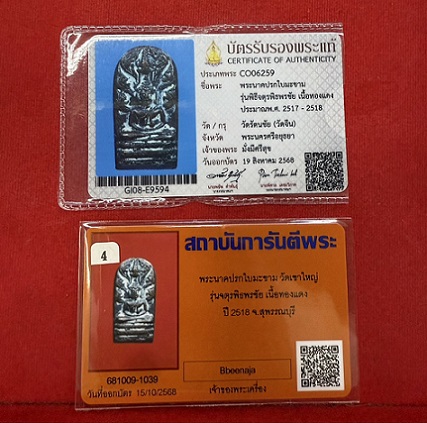 บัตรรับรองพระแท้
CERTIFICATE OF AUTHENTICITY
ประเภทพระ CO06259
ชื่อพระ พระนาคปรกใบมะขาม
รุ่นพิธีจตุรพิธพรชัย เนื้อทองแดง
ประมาณพ.ศ. 2517 - 2518
วัด / กรุ วัดรัตนชัย (วัดจีน)
จังหวัด พระนครศรีอยุธยา
เจ้าของพระ มั่งมีศรีสุข
วันออกบัตร 19 สิงหาคม 2568
GI08-E9594
4
สถาบันการันตีพระ
พระนาคปรกใบมะขาม วัดเขาใหญ่
รุ่นจตุรพิธพรชัย เนื้อทองแดง
ปี 2518 จ.สุพรรณบุรี
681009-1039
วันที่ออกบัตร 15/10/2568
Bbeenaja
เจ้าของพระเครื่อง